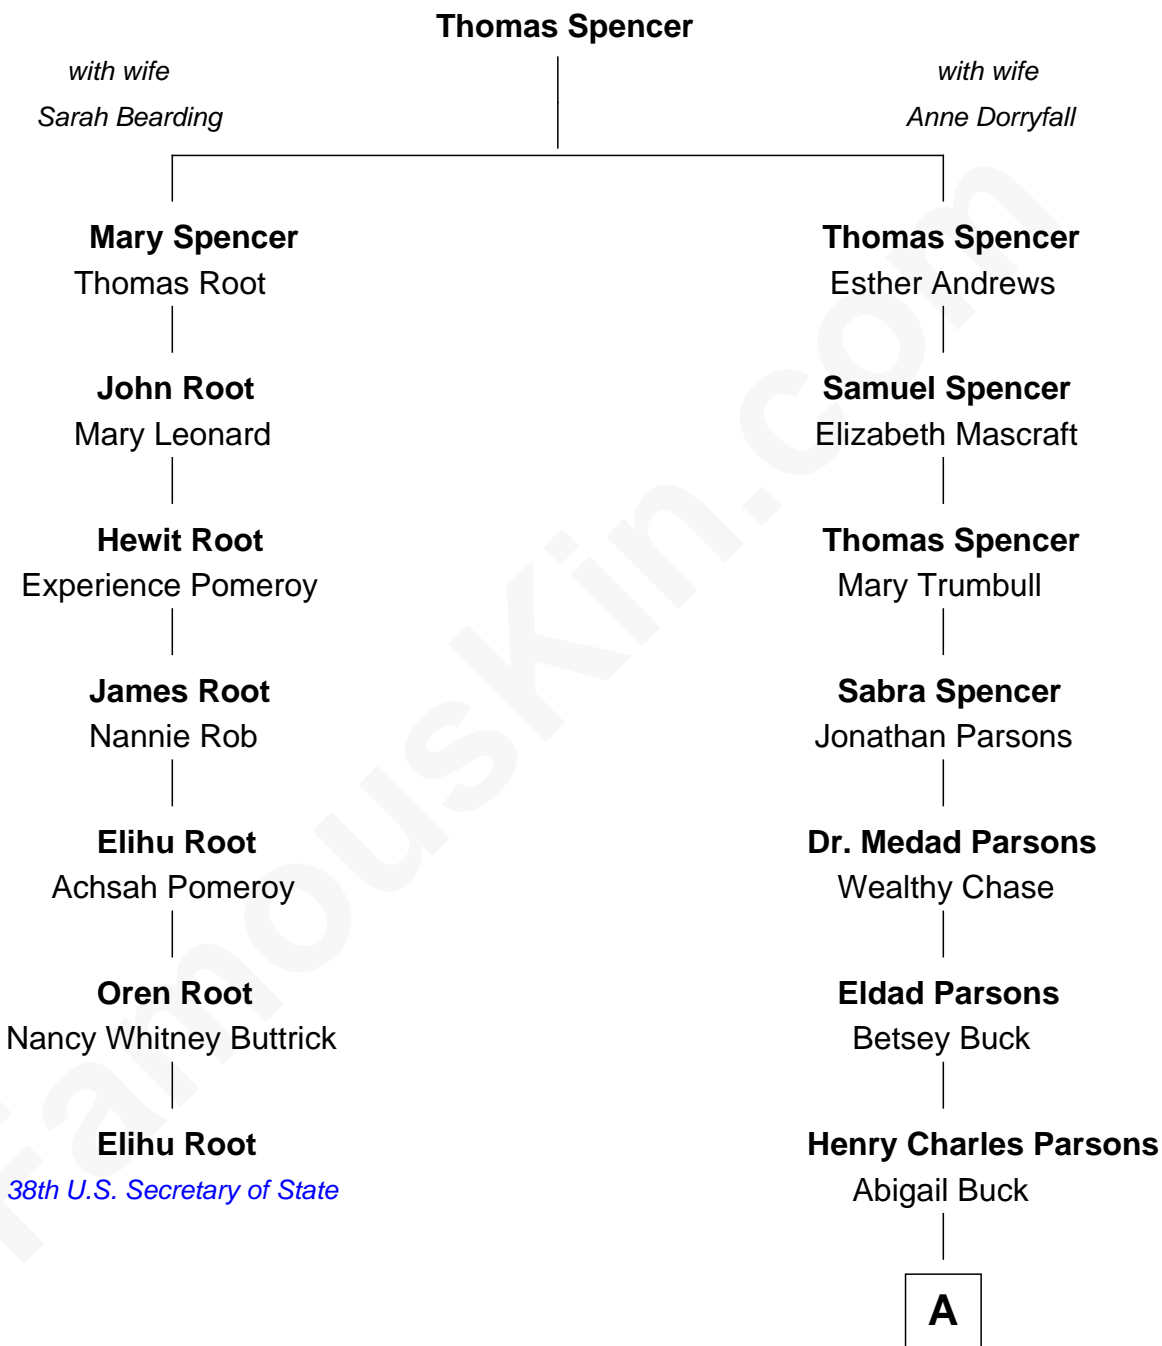 Thomas Spencer
with wife
Sarah Bearding
with wife
Anne Dorryfall
Mary Spencer
Thomas Root
Thomas Spencer
Esther Andrews
John Root
Mary Leonard
Samuel Spencer
Elizabeth Mascraft
Hewit Root
Experience Pomeroy
Thomas Spencer
Mary Trumbull
James Root
Nannie Rob
Sabra Spencer
Jonathan Parsons
Elihu Root
Achsah Pomeroy
Dr. Medad Parsons
Wealthy Chase
Oren Root
Nancy Whitney Buttrick
Eldad Parsons
Betsey Buck
Elihu Root
38th U.S. Secretary of State
Henry Charles Parsons
Abigail Buck
A
FamousKin.com